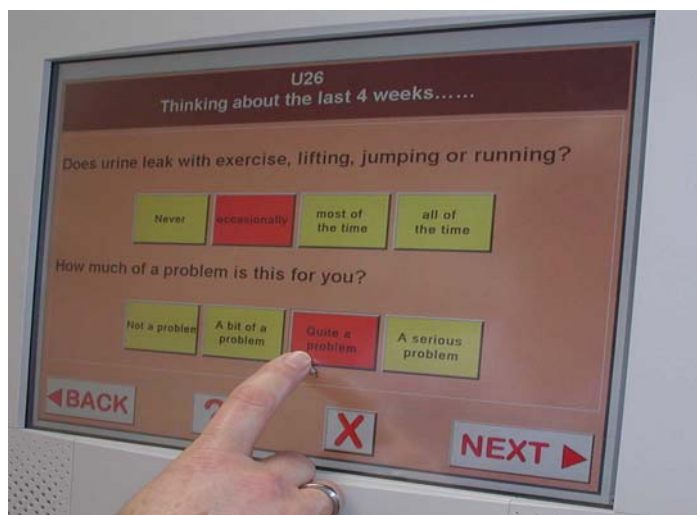 U26
Thinking about the last 4 weeks......
Does urine leak with exercise, lifting, jumping or running?
Never
occasionally
most of
the time
all of
the time
How much of a problem is this for you?
Not a problem
A bit of a
problem
Quite a
problem
A serious
problem
◀BACK
?
X
NEXT ▶